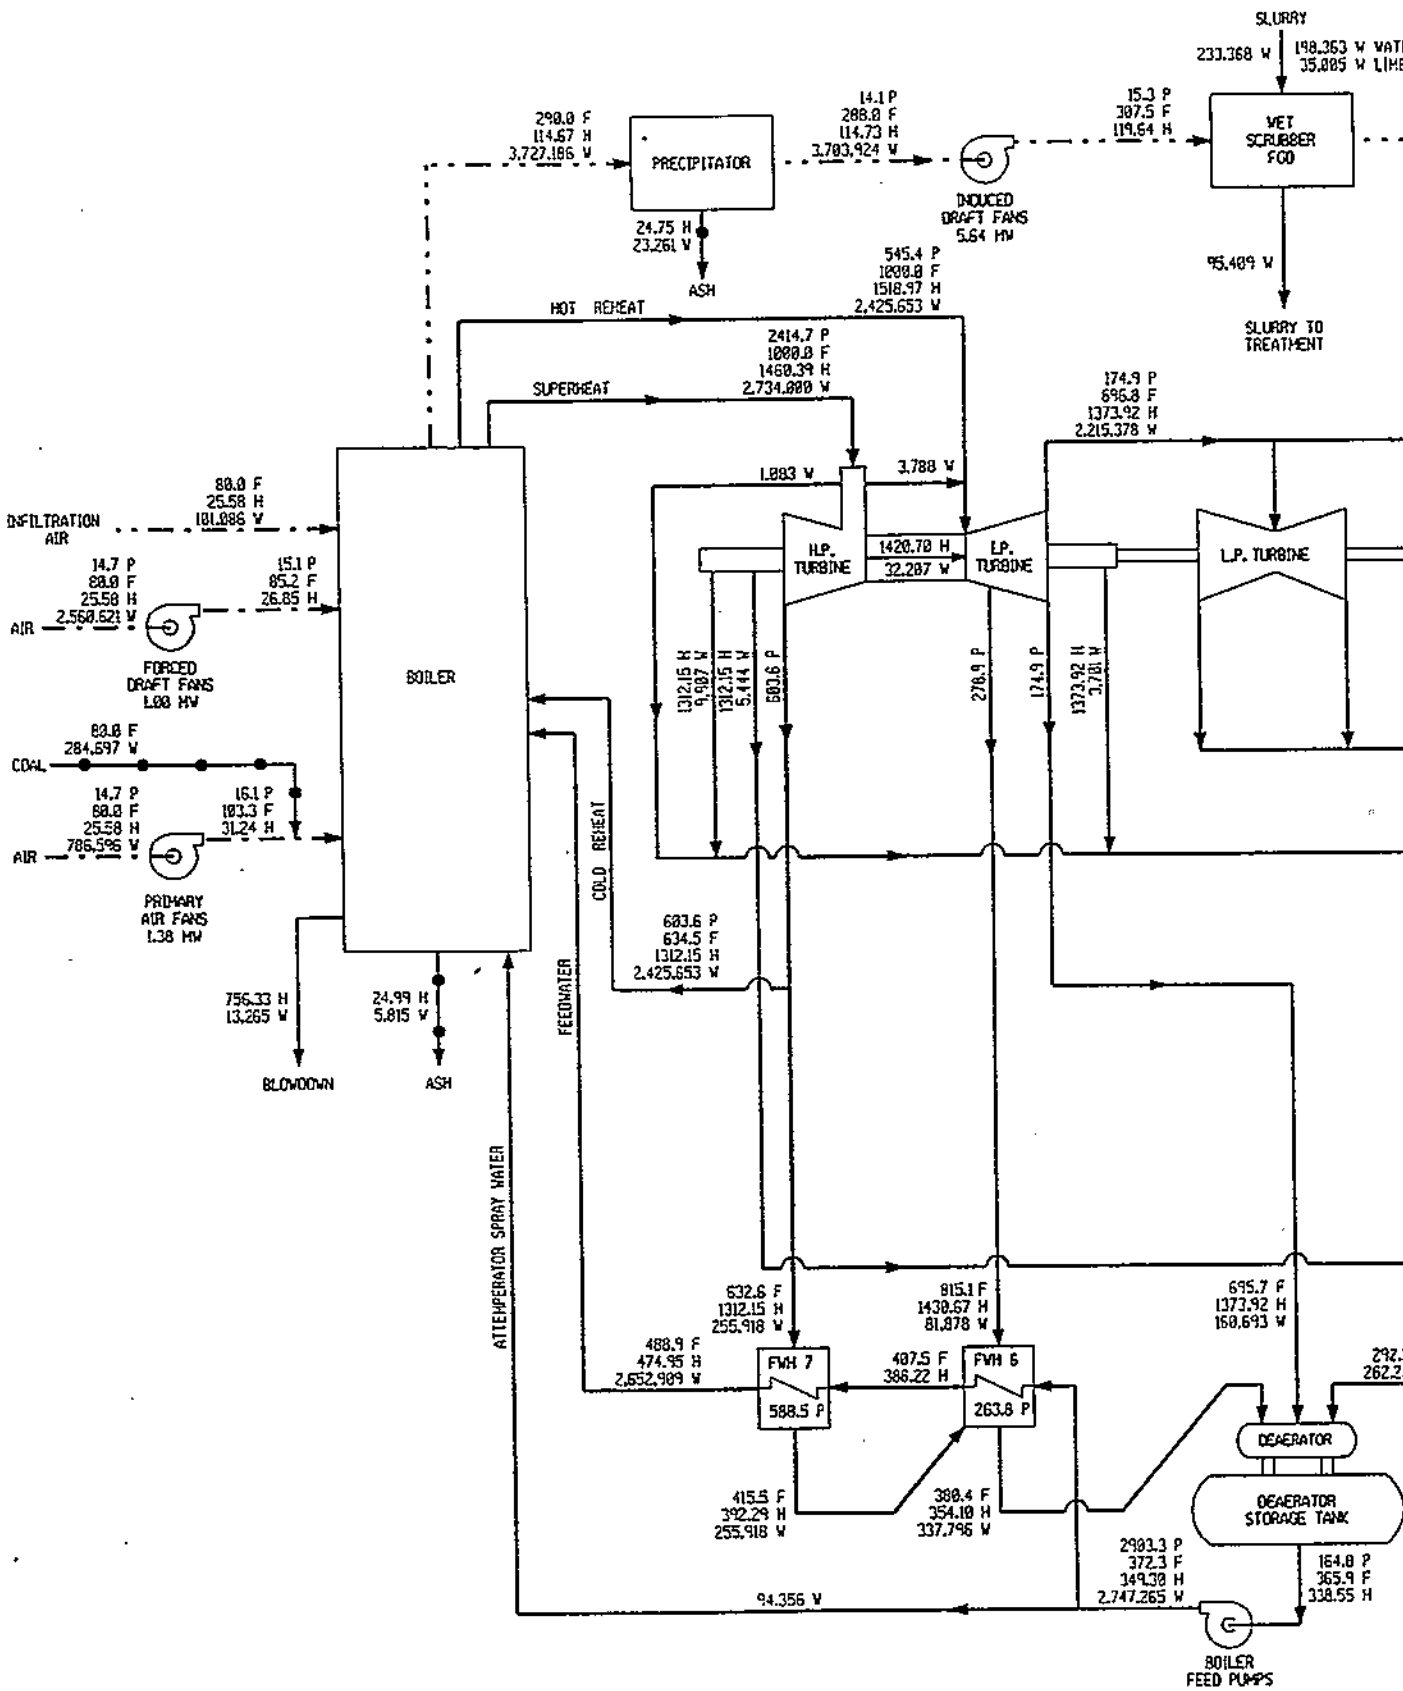 SLURRY
233.368 W
198.363 W WATE
35.005 W LIME
14.1 P
288.0 F
114.73 H
3,703,924 W
15.3 P
307.5 F
119.64 H
290.0 F
114.67 H
3,727,186 W
PRECIPITATOR
WET
SCRUBBER
FGD
INDUCED
DRAFT FANS
5.64 MW
24.75 H
23,261 W
ASH
95,409 W
SLURRY TO
TREATMENT
HOT REHEAT
545.4 P
1000.0 F
1518.97 H
2,425,653 W
SUPERHEAT
2414.7 P
1000.0 F
1460.39 H
2,734,000 W
174.9 P
696.8 F
1373.92 H
2,215,378 W
80.0 F
25.58 H
101,086 W
INFILTRATION
AIR
1,083 W
3,788 W
H.P.
TURBINE
1420.70 H
32,207 W
I.P.
TURBINE
L.P. TURBINE
14.7 P
80.0 F
25.58 H
2,560,621 W
AIR
15.1 P
85.2 F
26.85 H
FORCED
DRAFT FANS
1.00 MW
BOILER
1312.15 H
9,907 W
1312.15 H
5,444 W
603.6 P
278.9 P
174.9 P
1373.92 H
3,701 W
80.0 F
284,697 W
COAL
14.7 P
80.0 F
25.58 H
786,596 W
AIR
16.1 P
103.3 F
31.24 H
PRIMARY
AIR FANS
1.38 MW
COLD REHEAT
603.6 P
634.5 F
1312.15 H
2,425,653 W
FEEDWATER
756.33 H
13,265 W
BLOWDOWN
24.99 H
5,815 W
ASH
ATTEMPERATOR SPRAY WATER
632.6 F
1312.15 H
255,918 W
815.1 F
1430.67 H
81,878 W
695.7 F
1373.92 H
160,693 W
488.9 F
474.95 H
2,652,909 W
FWH 7
588.5 P
407.5 F
386.22 H
FWH 6
263.8 P
292.
262.2
DEAERATOR
DEAERATOR
STORAGE TANK
415.5 F
392.29 H
255,918 W
380.4 F
354.10 H
337,796 W
2903.3 P
372.3 F
349.30 H
2,747,265 W
164.8 P
365.9 F
338.55 H
94,356 W
BOILER
FEED PUMPS